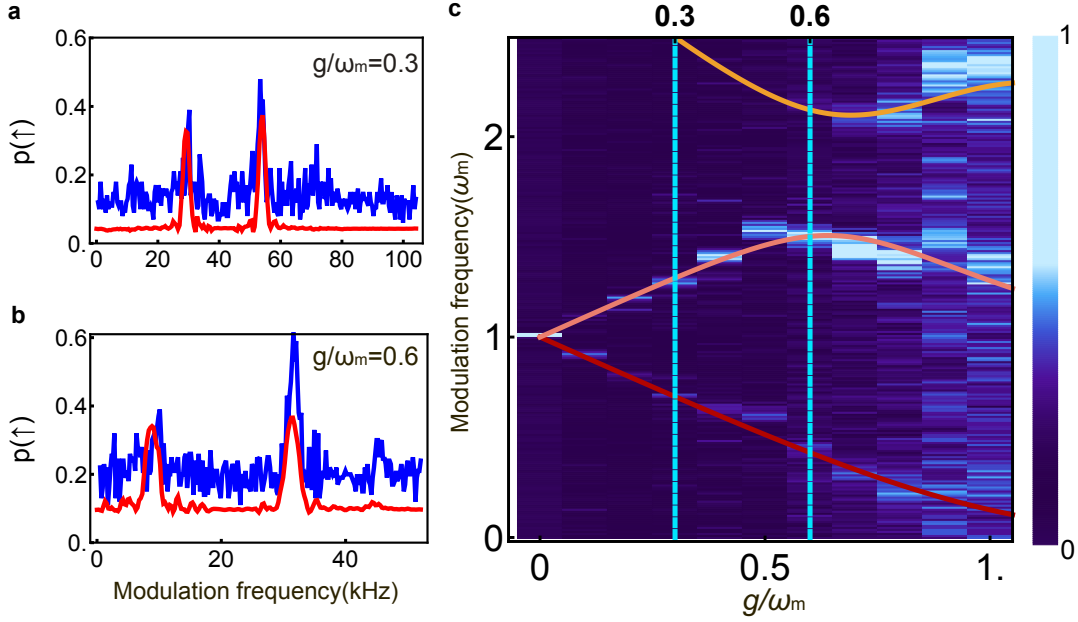 a
0.6
0.4
0.2
0.
p(↑)
g/ωm=0.3
0 20 40 60 80 100
b
0.6
0.4
0.2
0.
p(↑)
g/ωm=0.6
0 20 40
Modulation frequency(kHz)
c
0.3 0.6
2
1
0
Modulation frequency(ωm)
0 0.5 1.
g/ωm
1
0